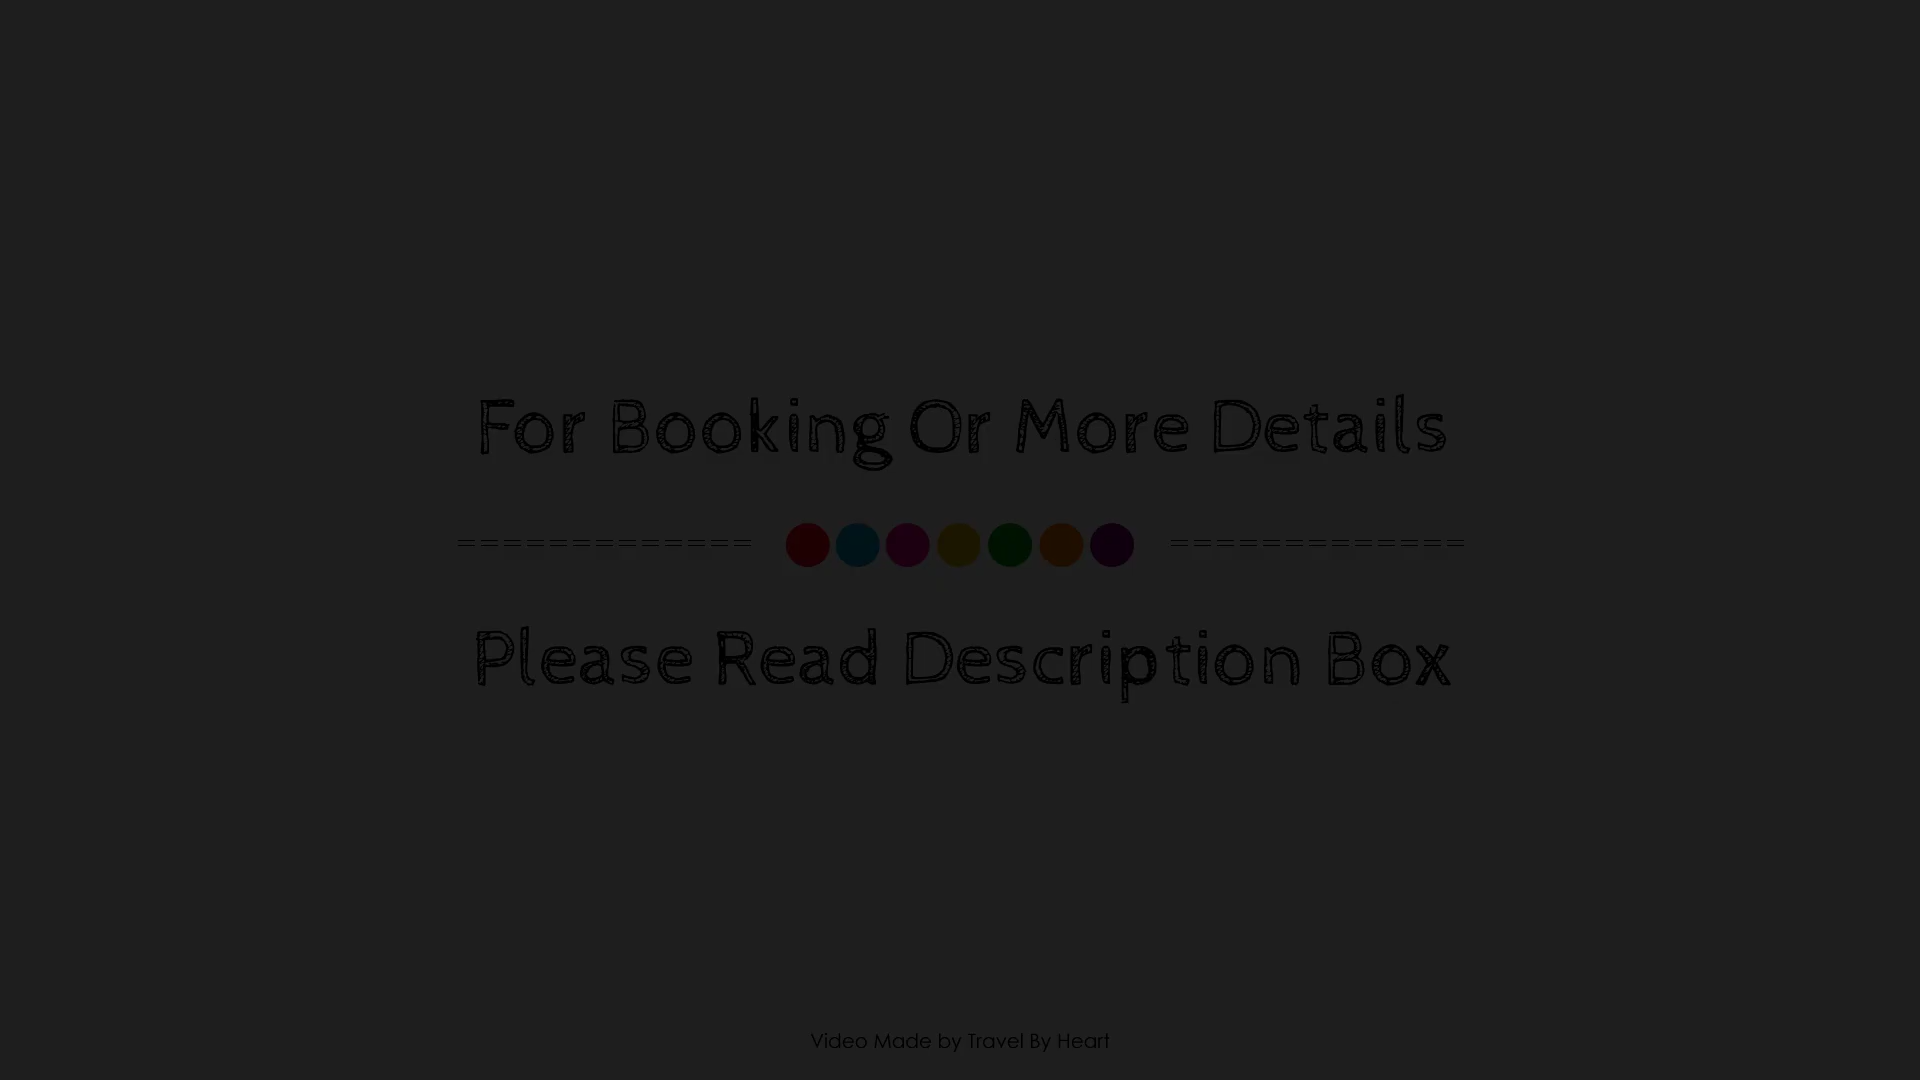 For Booking Or More Details
============= =============
Please Read Description Box
Video Made by Travel By Heart